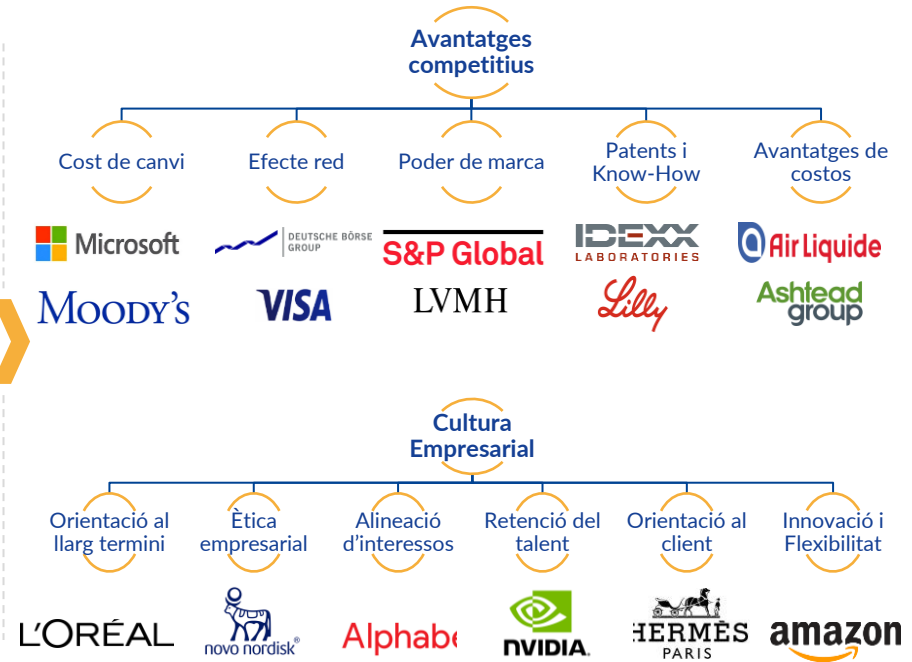 Avantatges
competitius
Cost de canvi
Efecte red
Poder de marca
Patents i
Know-How
Avantatges de
costos
Microsoft
DEUTSCHE BÖRSE
GROUP
S&P Global
IDEXX
LABORATORIES
Air Liquide
MOODY'S
VISA
LVMH
Lilly
Ashtead
group
Cultura
Empresarial
Orientació al
llarg termini
Ètica
empresarial
Alineació
d'interessos
Retenció del
talent
Orientació al
client
Innovació i
Flexibilitat
L'ORÉAL
novo nordisk®
Alphabe
NVIDIA.
HERMÈS
PARIS
amazon